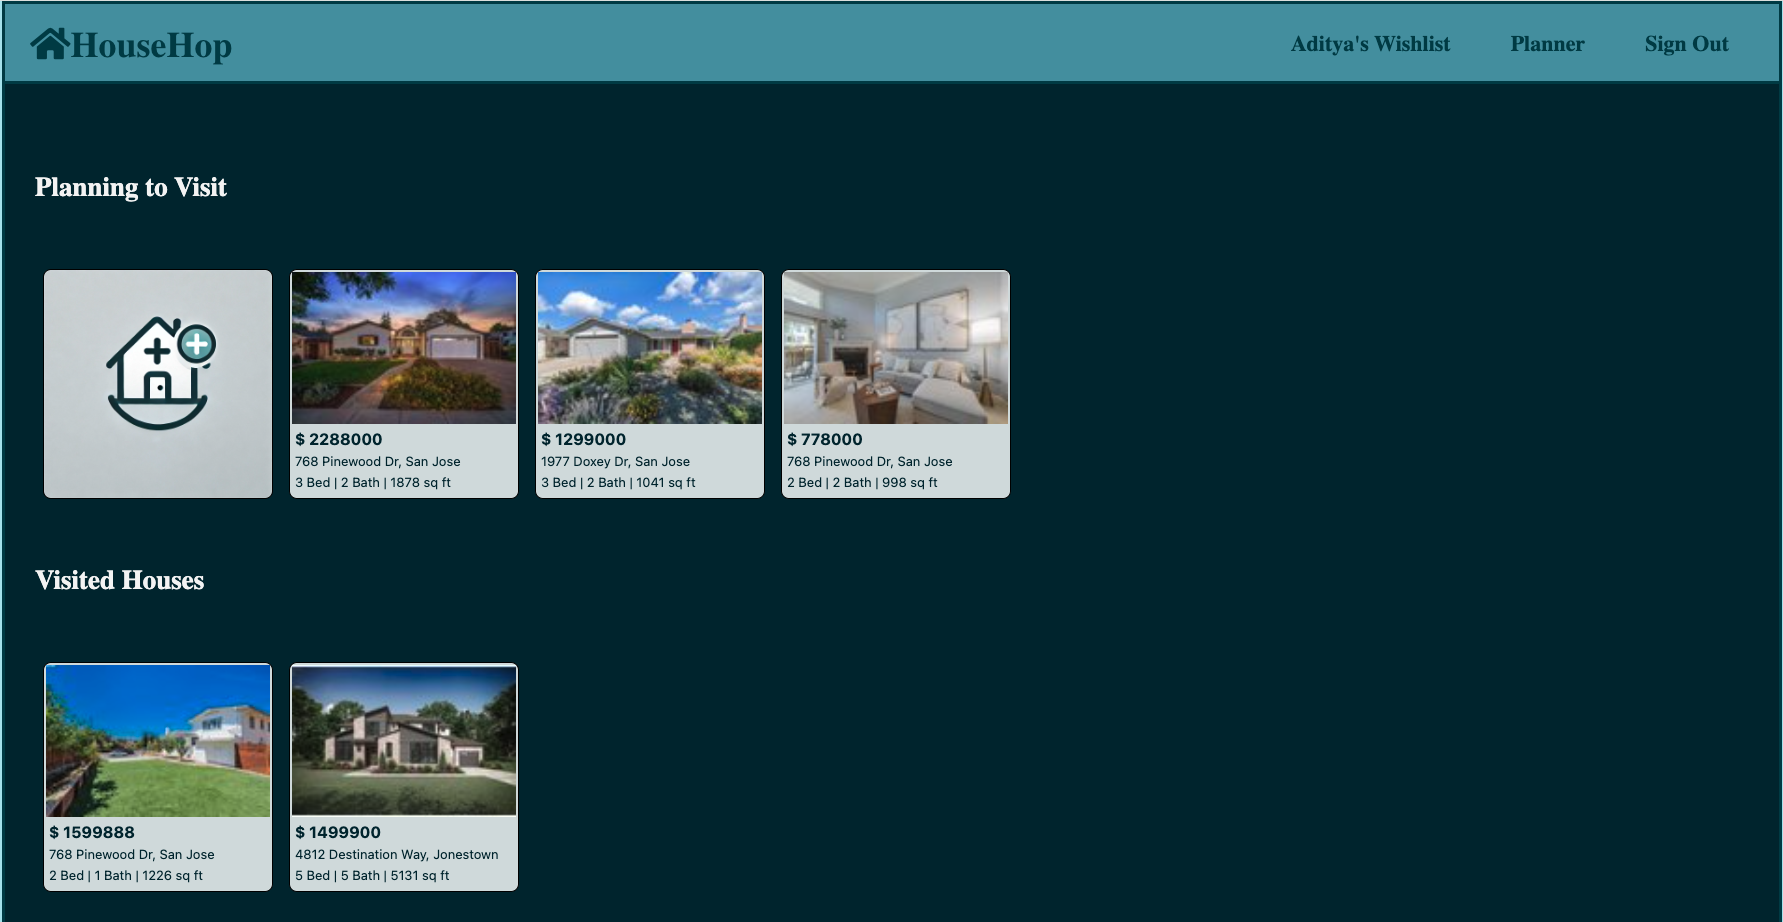 HouseHop
Aditya's Wishlist
Planner
Sign Out
Planning to Visit
$ 2288000
768 Pinewood Dr, San Jose
3 Bed | 2 Bath | 1878 sq ft
$ 1299000
1977 Doxey Dr, San Jose
3 Bed | 2 Bath | 1041 sq ft
$ 778000
768 Pinewood Dr, San Jose
2 Bed | 2 Bath | 998 sq ft
Visited Houses
$ 1599888
768 Pinewood Dr, San Jose
2 Bed | 1 Bath | 1226 sq ft
$ 1499900
4812 Destination Way, Jonestown
5 Bed | 5 Bath | 5131 sq ft